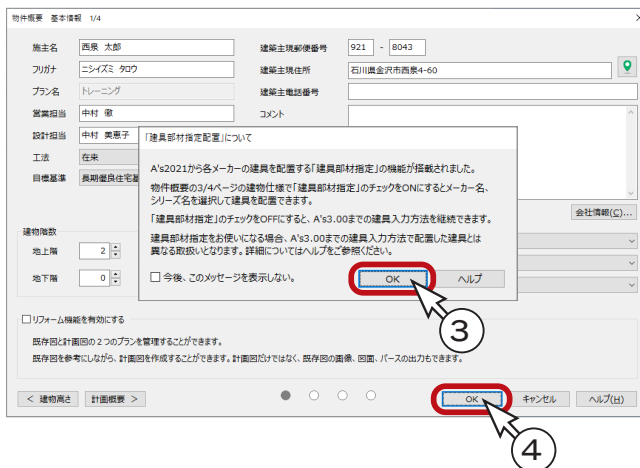 物件概要 基本情報 1/4
施主名 西泉 太郎 建築主現郵便番号 921 - 8043
フリガナ ニシイズミ タロウ 建築主現住所 石川県金沢市西泉4-60
プラン名 トレーニング 建築主電話番号
営業担当 中村 徹 コメント
設計担当 中村 美恵子
工法 在来
目標基準 長期優良住宅基
「建具部材指定配置」について
A's2021から各メーカーの建具を配置する「建具部材指定」の機能が搭載されました。
物件概要の3/4ページの建物仕様で「建具部材指定」のチェックをONにするとメーカー名、
シリーズ名を選択して建具を配置できます。
「建具部材指定」のチェックをOFFにすると、A's3.00までの建具入力方法を継続できます。
建具部材指定をお使いになる場合、A's3.00までの建具入力方法で配置した建具とは
異なる取扱いとなります。詳細についてはヘルプをご参照ください。
今後、このメッセージを表示しない。 OK ヘルプ
③
会社情報(C)...
建物階数
地上階 2
地下階 0
リフォーム機能を有効にする
既存図と計画図の2つのプランを管理することができます。
既存図を参考にしながら、計画図を作成することができます。計画図だけではなく、既存図の画像、図面、パースの出力もできます。
< 建物高さ 計画概要 > OK キャンセル ヘルプ(H)
④